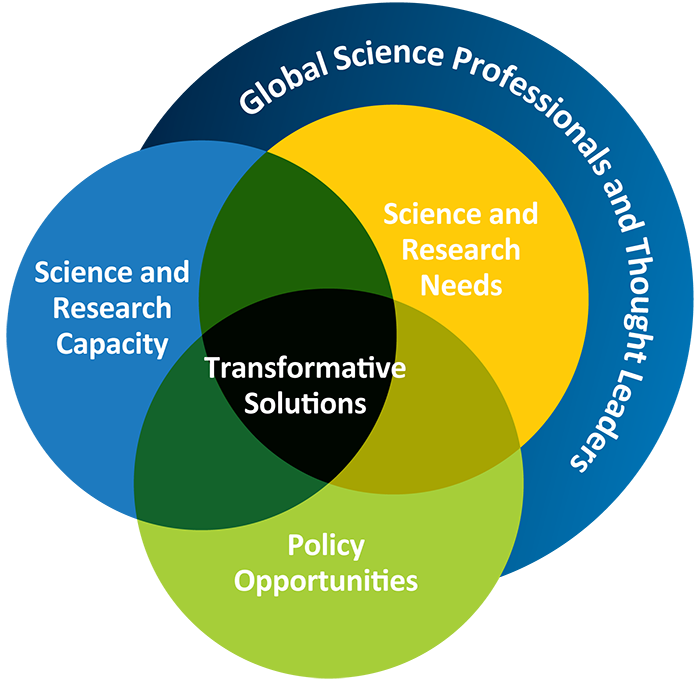 Global Science Professionals and Thought Leaders
Science and
Research
Needs
Science and
Research
Capacity
Transformative
Solutions
Policy
Opportunities